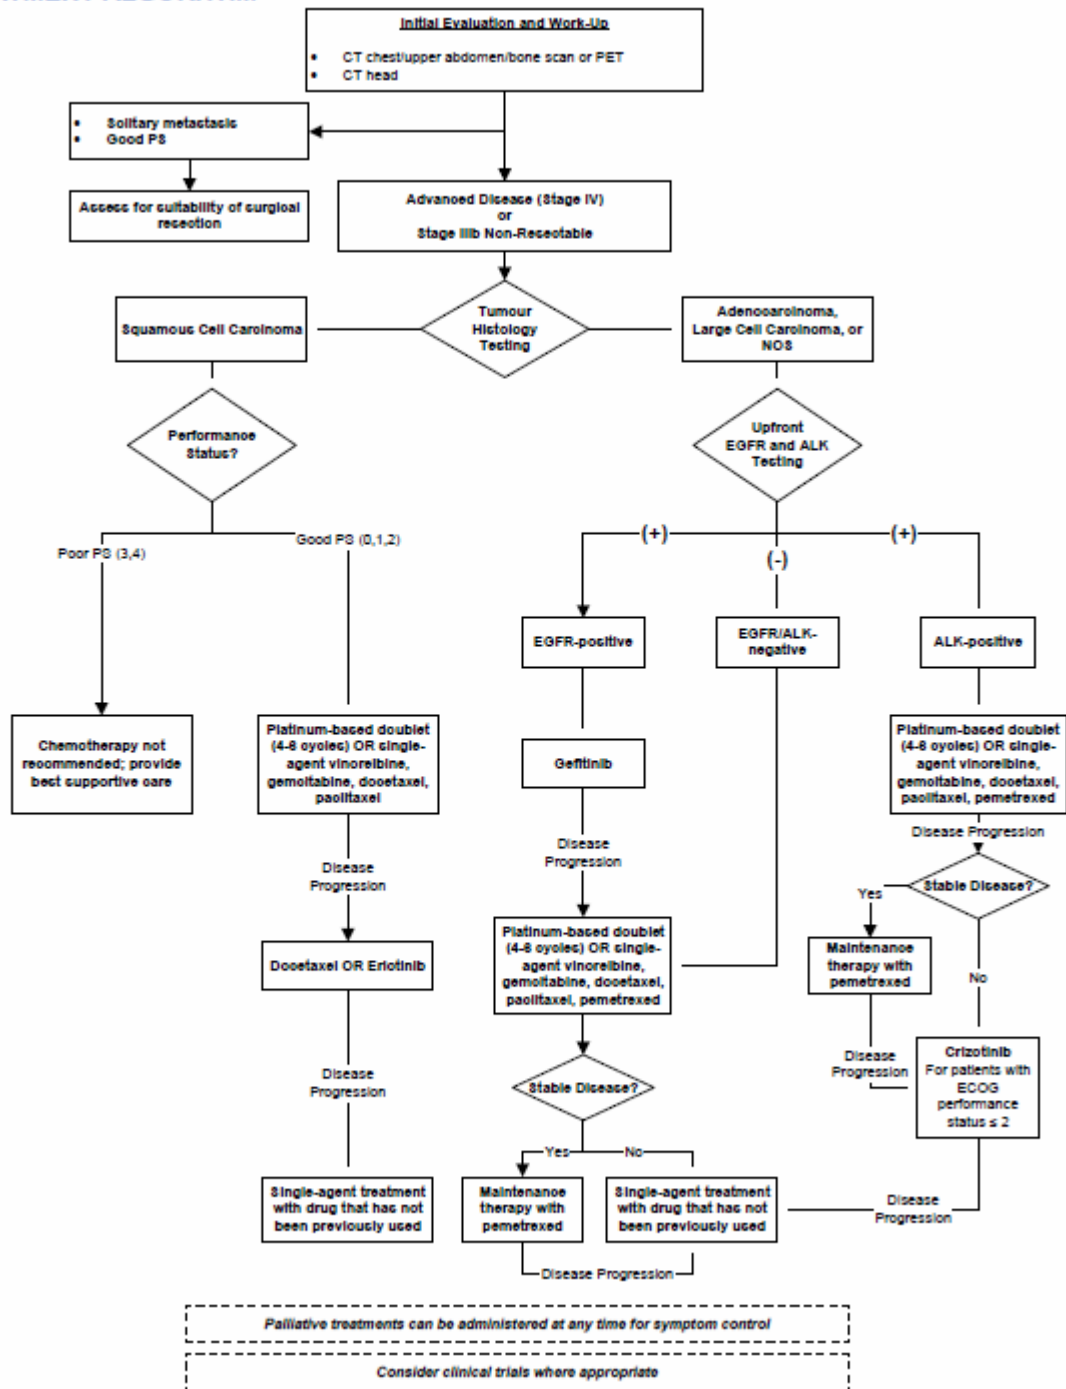 Initial Evaluation and Work-Up
• CT chest/upper abdomen/bone scan or PET
• CT head
• Solitary metastasis
• Good PS
Assess for suitability of surgical
resection
Advanced Disease (Stage IV)
or
Stage IIIb Non-Resectable
Squamous Cell Carcinoma
Tumour
Histology
Testing
Adenocarcinoma,
Large Cell Carcinoma, or
NOS
Performance
Status?
Upfront
EGFR and ALK
Testing
Poor PS (3,4)
Good PS (0,1,2)
(+)
(-)
(+)
EGFR-positive
EGFR/ALK-
negative
ALK-positive
Chemotherapy not
recommended; provide
best supportive care
Platinum-based doublet
(4-6 cycles) OR single-
agent vinorelbine,
gemcitabine, docetaxel,
paclitaxel
Gefitinib
Platinum-based doublet
(4-6 cycles) OR single-
agent vinorelbine,
gemcitabine, docetaxel,
paclitaxel, pemetrexed
Disease Progression
Disease
Progression
Disease
Progression
Stable Disease?
Yes
No
Docetaxel OR Erlotinib
Platinum-based doublet
(4-6 cycles) OR single-
agent vinorelbine,
gemcitabine, docetaxel,
paclitaxel, pemetrexed
Maintenance
therapy with
pemetrexed
Disease
Progression
Disease
Progression
Crizotinib
For patients with
ECOG
performance
status ≤ 2
Stable Disease?
Yes
No
Single-agent treatment
with drug that has not
been previously used
Maintenance
therapy with
pemetrexed
Single-agent treatment
with drug that has not
been previously used
Disease
Progression
Disease Progression
Palliative treatments can be administered at any time for symptom control
Consider clinical trials where appropriate